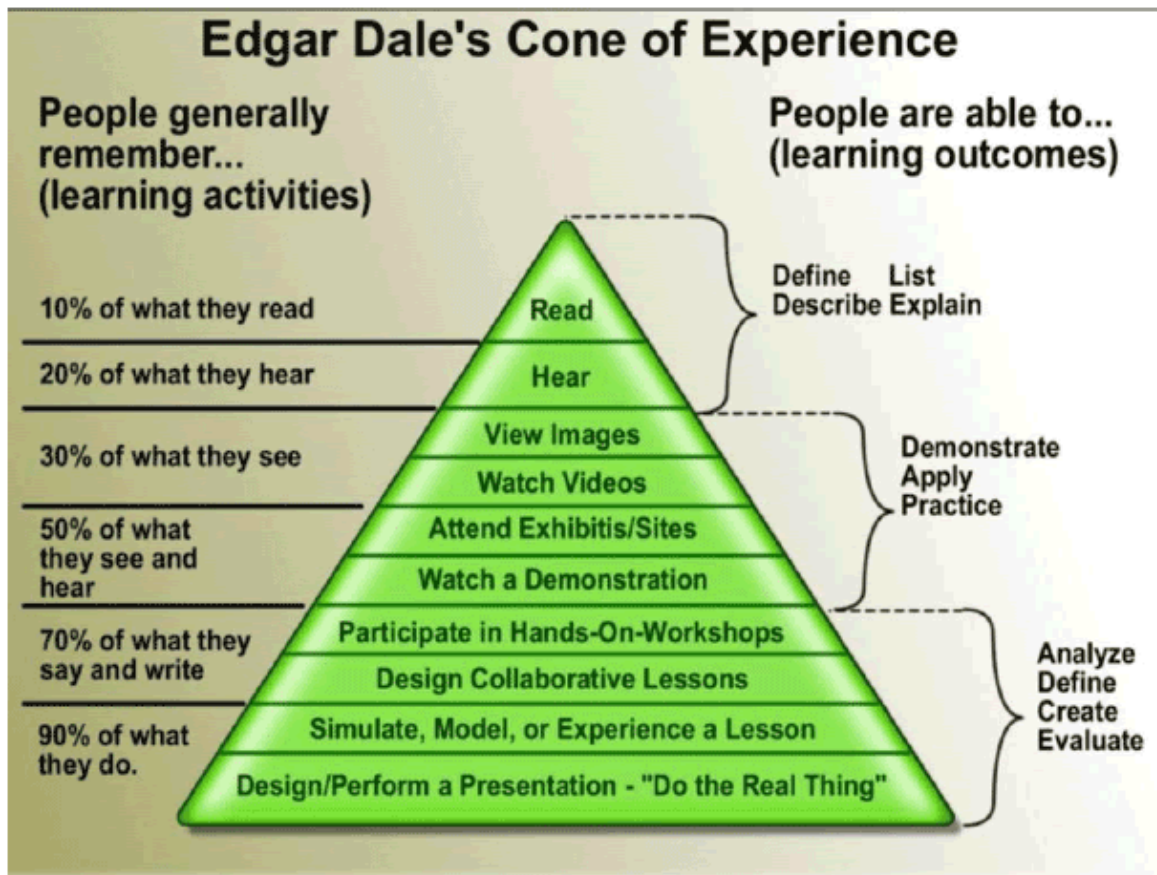 Edgar Dale's Cone of Experience
People generally
remember...
(learning activities)
People are able to...
(learning outcomes)
10% of what they read
20% of what they hear
30% of what they see
50% of what
they see and
hear
70% of what they
say and write
90% of what
they do.
Read
Hear
View Images
Watch Videos
Attend Exhibitis/Sites
Watch a Demonstration
Participate in Hands-On-Workshops
Design Collaborative Lessons
Simulate, Model, or Experience a Lesson
Design/Perform a Presentation - "Do the Real Thing"
Define List
Describe Explain
Demonstrate
Apply
Practice
Analyze
Define
Create
Evaluate